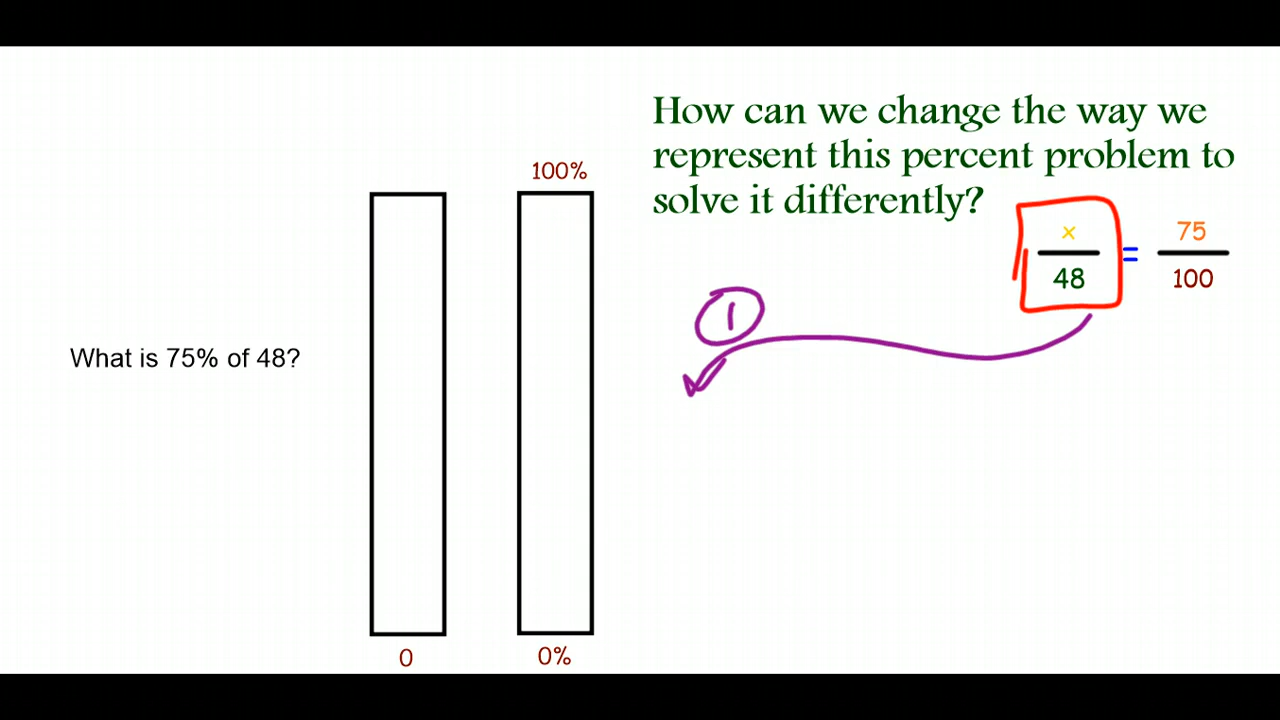 How can we change the way we
represent this percent problem to
solve it differently?
100%
x
48
=
75
100
1
What is 75% of 48?
0
0%